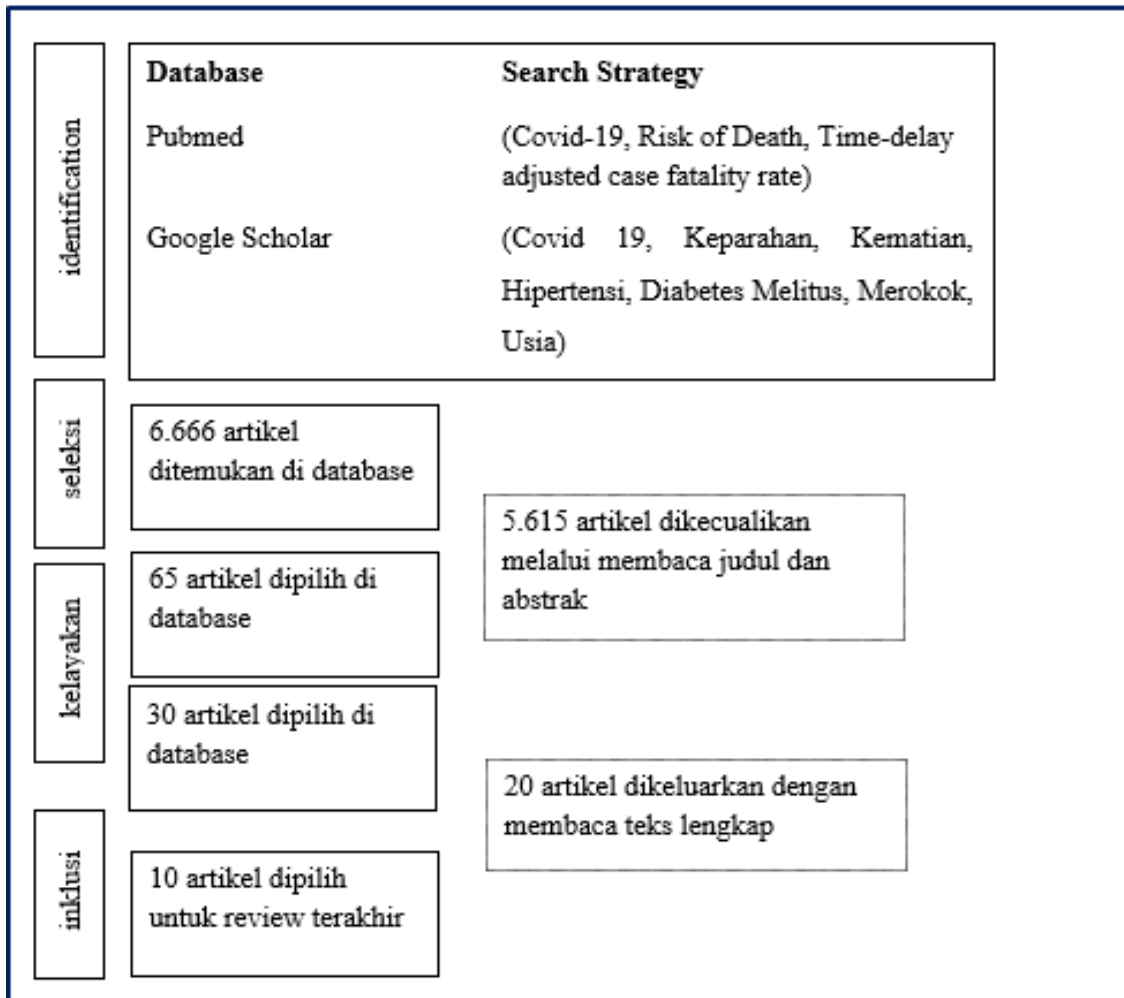 identification
Database Search Strategy
Pubmed (Covid-19, Risk of Death, Time-delay
adjusted case fatality rate)
Google Scholar (Covid 19, Keparahan, Kematian,
Hipertensi, Diabetes Melitus, Merokok,
Usia)
seleksi
6.666 artikel
ditemukan di database
5.615 artikel dikecualikan
melalui membaca judul dan
abstrak
kelayakan
65 artikel dipilih di
database
30 artikel dipilih di
database
20 artikel dikeluarkan dengan
membaca teks lengkap
inklusi
10 artikel dipilih
untuk review terakhir